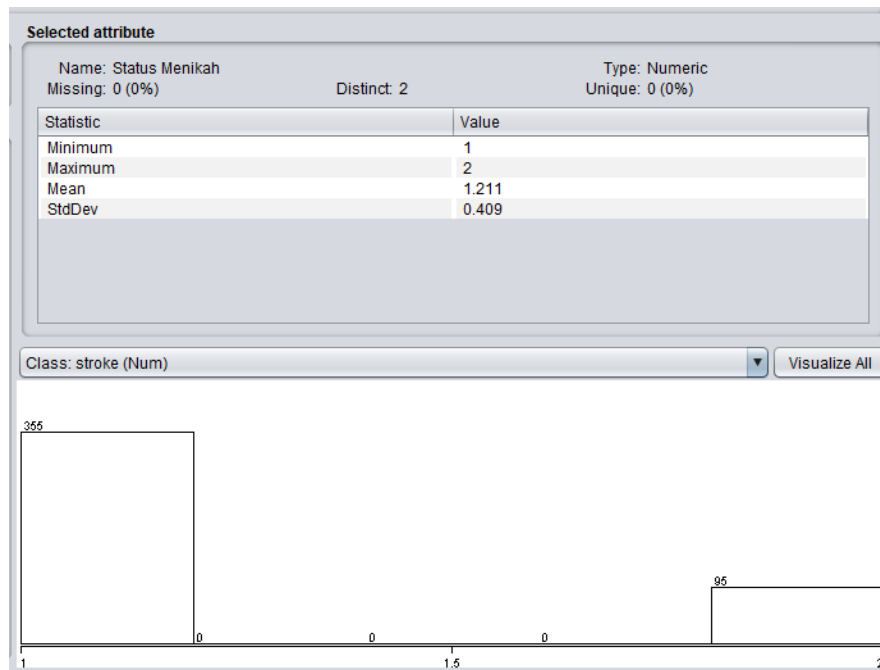 Selected attribute
Name: Status Menikah Type: Numeric
Missing: 0 (0%) Distinct: 2 Unique: 0 (0%)
Statistic Value
Minimum 1
Maximum 2
Mean 1.211
StdDev 0.409
Class: stroke (Num) Visualize All
355
95
0 0 0
1 1.5 2